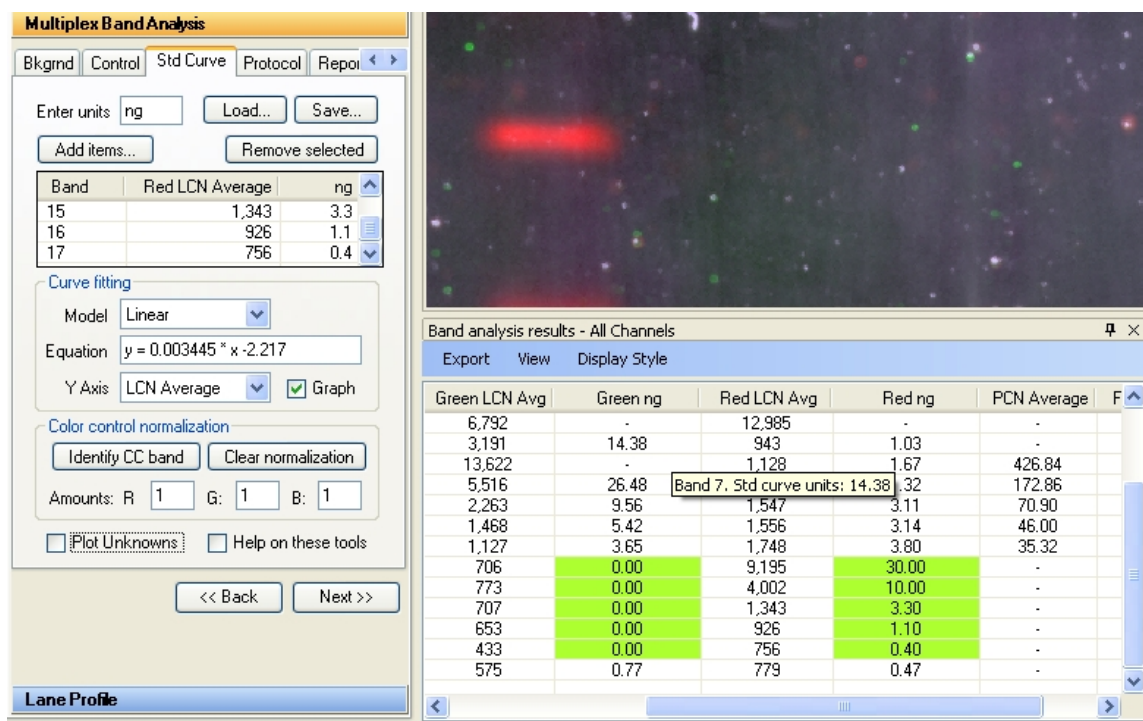 Multiplex Band Analysis
Bkgrnd Control Std Curve Protocol Repor
Enter units ng Load... Save...
Add items... Remove selected
Band Red LCN Average ng
15 1,343 3.3
16 926 1.1
17 756 0.4
Curve fitting
Model Linear
Equation y = 0.003445 * x -2.217
Y Axis LCN Average Graph
Color control normalization
Identify CC band Clear normalization
Amounts: R 1 G: 1 B: 1
Plot Unknowns Help on these tools
<< Back Next >>
Lane Profile
Band analysis results - All Channels
Export View Display Style
Green LCN Avg Green ng Red LCN Avg Red ng PCN Average F
6,792 - 12,985 - -
3,191 14.38 943 1.03 -
13,622 - 1,128 1.67 426.84
5,516 26.48 Band 7. Std curve units: 14.38 .32 172.86
2,263 9.56 1,547 3.11 70.90
1,468 5.42 1,556 3.14 46.00
1,127 3.65 1,748 3.80 35.32
706 0.00 9,195 30.00 -
773 0.00 4,002 10.00 -
707 0.00 1,343 3.30 -
653 0.00 926 1.10 -
433 0.00 756 0.40 -
575 0.77 779 0.47 -